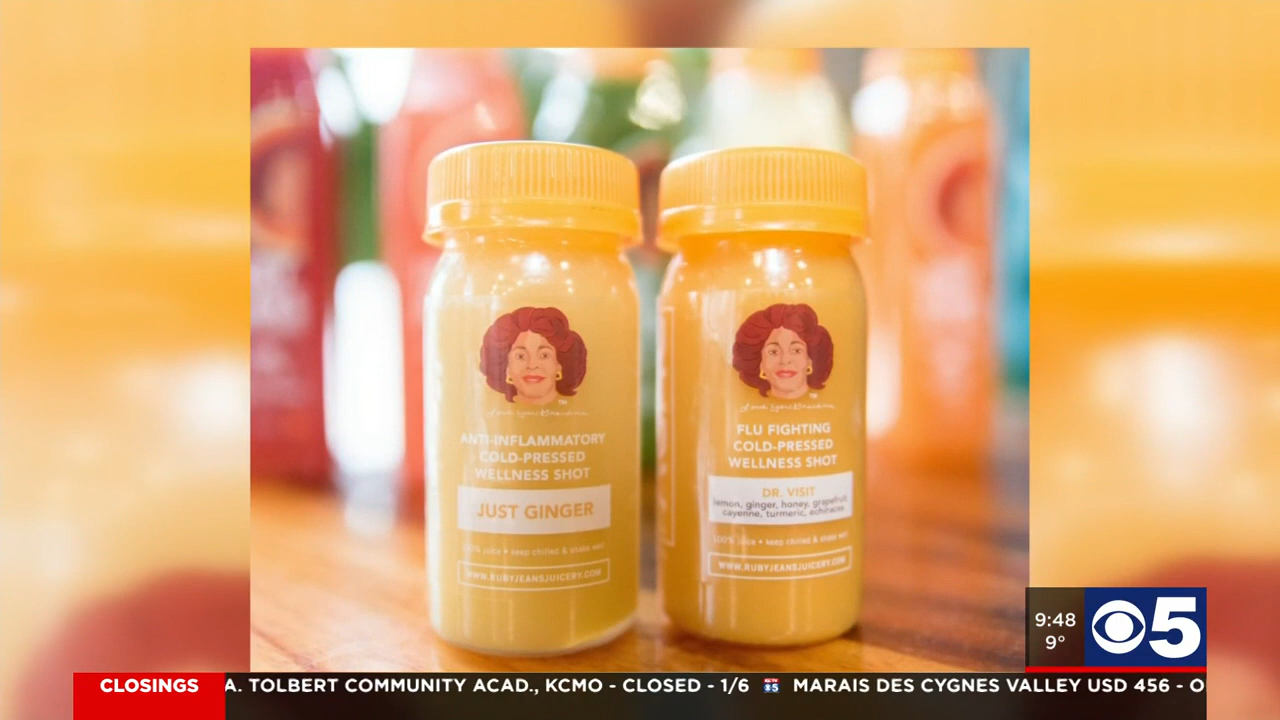 ANTI-INFLAMMATORY
COLD-PRESSED
WELLNESS SHOT
JUST GINGER
100% juice • keep chilled & shake well
WWW.RUBYJEANSJUICERY.COM
TM
FLU FIGHTING
COLD-PRESSED
WELLNESS SHOT
DR. VISIT
lemon, ginger, honey, grapefruit,
cayenne, turmeric, echinacea
100% juice • keep chilled & shake well
WWW.RUBYJEANSJUICERY.COM
9:48
9°
5
CLOSINGS
A. TOLBERT COMMUNITY ACAD., KCMO - CLOSED - 1/6 MARAIS DES CYGNES VALLEY USD 456 - O